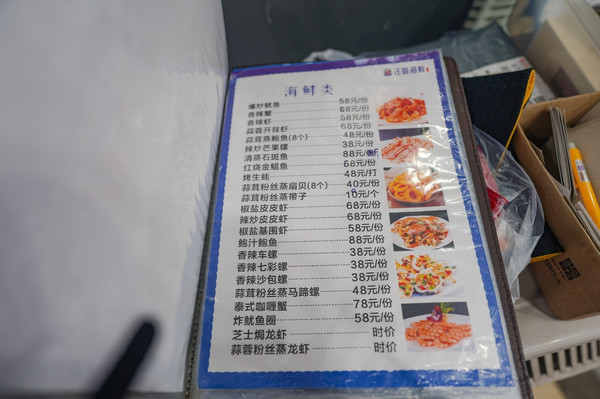 海鲜类
爆炒鱿鱼 58元/份
香辣蟹 68元/份
香辣虾 58元/份
蒜蓉开背虾 68元/份
蒜茸蒸鲍鱼(8个) 48元/份
辣炒芒果螺 38元/份
清蒸石斑鱼 88元/
红烧金鲳鱼 68元/份
烤生蚝 48元/打
蒜茸粉丝蒸扇贝(8个) 40元/份
蒜茸粉丝蒸带子 10元/个
椒盐皮皮虾 68元/份
辣炒皮皮虾 68元/份
椒盐基围虾 58元/份
鲍汁鲍鱼 88元/份
香辣车螺 38元/份
香辣七彩螺 38元/份
香辣沙包螺 38元/份
蒜茸粉丝蒸马蹄螺 48元/份
泰式咖喱蟹 78元/份
炸鱿鱼圈 58元/份
芝士焗龙虾 时价
蒜蓉粉丝蒸龙虾 时价